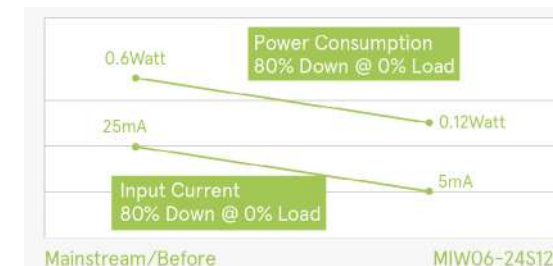 Power Consumption
80% Down @ 0% Load
0.6Watt
0.12Watt
25mA
5mA
Input Current
80% Down @ 0% Load
Mainstream/Before
MIW06-24S12